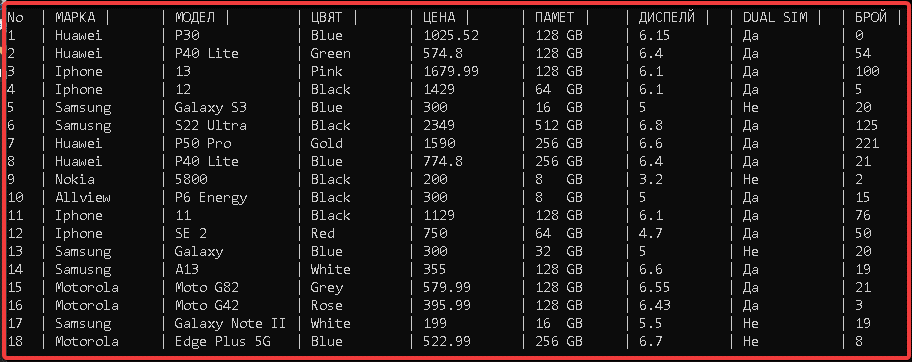 No | МАРКА | | МОДЕЛ | | ЦВЯТ | | ЦЕНА | | ПАМЕТ | | ДИСПЕЛЙ | | DUAL SIM | | БРОЙ |
1 | Huawei | P30 | Blue | 1025.52 | 128 GB | 6.15 | Да | 0
2 | Huawei | P40 Lite | Green | 574.8 | 128 GB | 6.4 | Да | 54
3 | Iphone | 13 | Pink | 1679.99 | 128 GB | 6.1 | Да | 100
4 | Iphone | 12 | Black | 1429 | 64 GB | 6.1 | Да | 5
5 | Samsung | Galaxy S3 | Blue | 300 | 16 GB | 5 | Не | 20
6 | Samusng | S22 Ultra | Black | 2349 | 512 GB | 6.8 | Да | 125
7 | Huawei | P50 Pro | Gold | 1590 | 256 GB | 6.6 | Да | 221
8 | Huawei | P40 Lite | Blue | 774.8 | 256 GB | 6.4 | Да | 21
9 | Nokia | 5800 | Black | 200 | 8 GB | 3.2 | Не | 2
10 | Allview | P6 Energy | Black | 300 | 8 GB | 5 | Да | 15
11 | Iphone | 11 | Black | 1129 | 128 GB | 6.1 | Да | 76
12 | Iphone | SE 2 | Red | 750 | 64 GB | 4.7 | Да | 50
13 | Samsung | Galaxy | Blue | 300 | 32 GB | 5 | Не | 20
14 | Samusng | A13 | White | 355 | 128 GB | 6.6 | Да | 19
15 | Motorola | Moto G82 | Grey | 579.99 | 128 GB | 6.55 | Да | 21
16 | Motorola | Moto G42 | Rose | 395.99 | 128 GB | 6.43 | Да | 3
17 | Samsung | Galaxy Note II | White | 199 | 16 GB | 5.5 | Не | 19
18 | Motorola | Edge Plus 5G | Blue | 522.99 | 256 GB | 6.7 | Не | 8